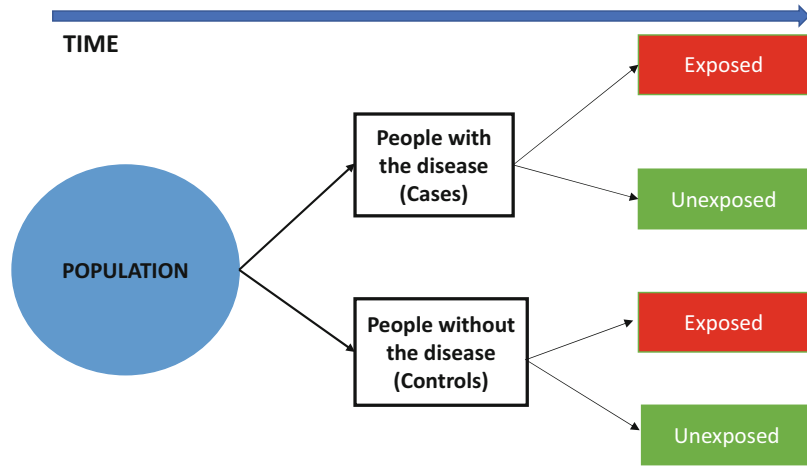 TIME
Exposed
People with
the disease
(Cases)
Unexposed
POPULATION
People without
the disease
(Controls)
Exposed
Unexposed